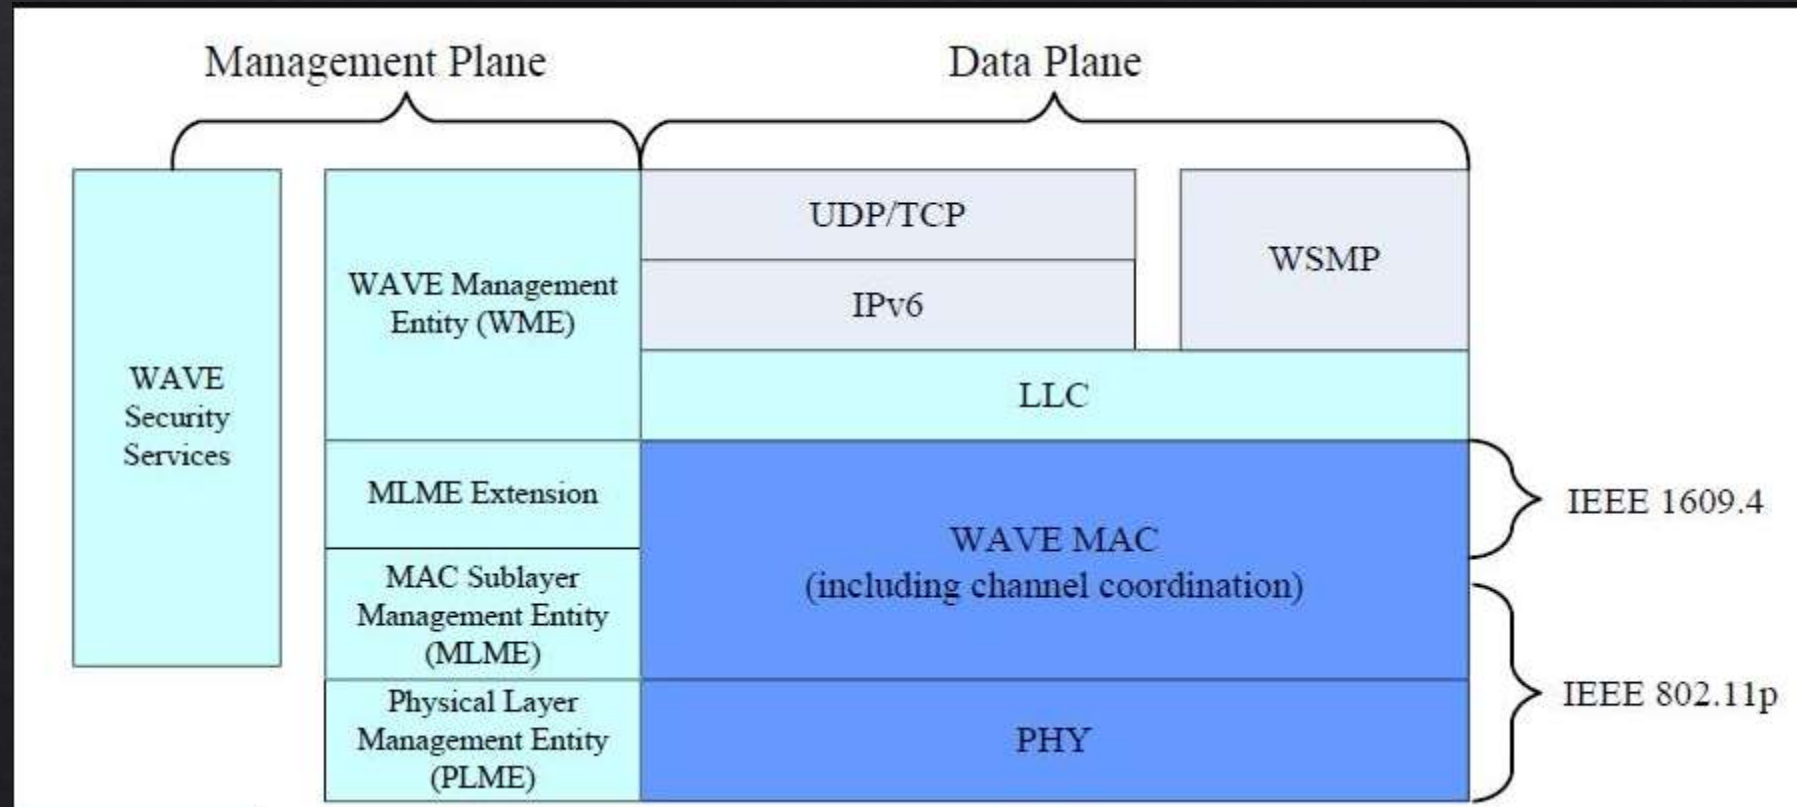 Management Plane
Data Plane
WAVE
Security
Services
WAVE Management
Entity (WME)
MLME Extension
MAC Sublayer
Management Entity
(MLME)
Physical Layer
Management Entity
(PLME)
UDP/TCP
IPv6
WSMP
LLC
WAVE MAC
(including channel coordination)
PHY
IEEE 1609.4
IEEE 802.11p